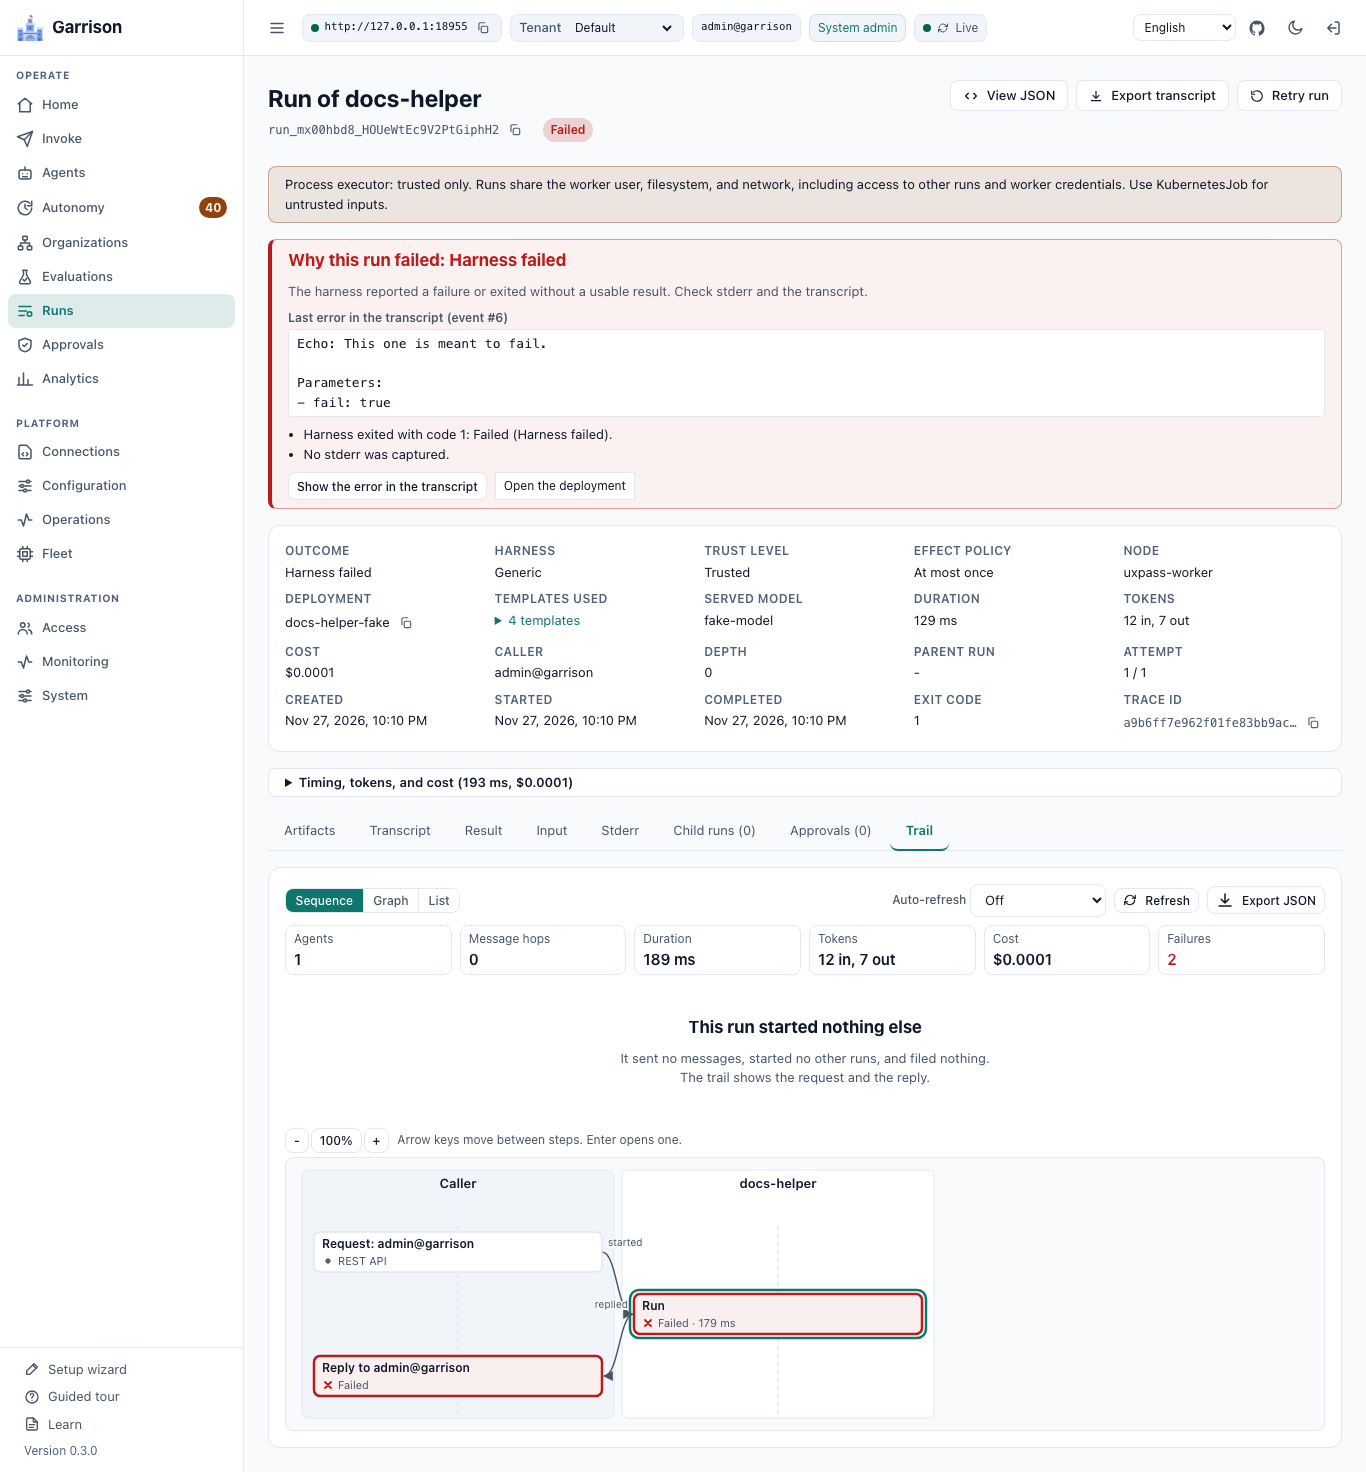 Garrison
http://127.0.0.1:18955
Tenant Default
admin@garrison
System admin
Live
English
OPERATE
Home
Invoke
Agents
Autonomy 40
Organizations
Evaluations
Runs
Approvals
Analytics
PLATFORM
Connections
Configuration
Operations
Fleet
ADMINISTRATION
Access
Monitoring
System
Setup wizard
Guided tour
Learn
Version 0.3.0
Run of docs-helper
View JSON
Export transcript
Retry run
run_mx00hbd8_HOUeWtEc9V2PtGiphH2
Failed
Process executor: trusted only. Runs share the worker user, filesystem, and network, including access to other runs and worker credentials. Use KubernetesJob for
untrusted inputs.
Why this run failed: Harness failed
The harness reported a failure or exited without a usable result. Check stderr and the transcript.
Last error in the transcript (event #6)
Echo: This one is meant to fail.
Parameters:
- fail: true
• Harness exited with code 1: Failed (Harness failed).
• No stderr was captured.
Show the error in the transcript
Open the deployment
OUTCOME HARNESS TRUST LEVEL EFFECT POLICY NODE
Harness failed Generic Trusted At most once uxpass-worker
DEPLOYMENT TEMPLATES USED SERVED MODEL DURATION TOKENS
docs-helper-fake 4 templates fake-model 129 ms 12 in, 7 out
COST CALLER DEPTH PARENT RUN ATTEMPT
$0.0001 admin@garrison 0 - 1 / 1
CREATED STARTED COMPLETED EXIT CODE TRACE ID
Nov 27, 2026, 10:10 PM Nov 27, 2026, 10:10 PM Nov 27, 2026, 10:10 PM 1 a9b6ff7e962f01fe83bb9ac…
Timing, tokens, and cost (193 ms, $0.0001)
Artifacts Transcript Result Input Stderr Child runs (0) Approvals (0) Trail
Sequence Graph List
Auto-refresh Off
Refresh
Export JSON
Agents Message hops Duration Tokens Cost Failures
1 0 189 ms 12 in, 7 out $0.0001 2
This run started nothing else
It sent no messages, started no other runs, and filed nothing.
The trail shows the request and the reply.
- 100% + Arrow keys move between steps. Enter opens one.
Caller docs-helper
Request: admin@garrison
REST API
started
replied
Run
Failed · 179 ms
Reply to admin@garrison
Failed